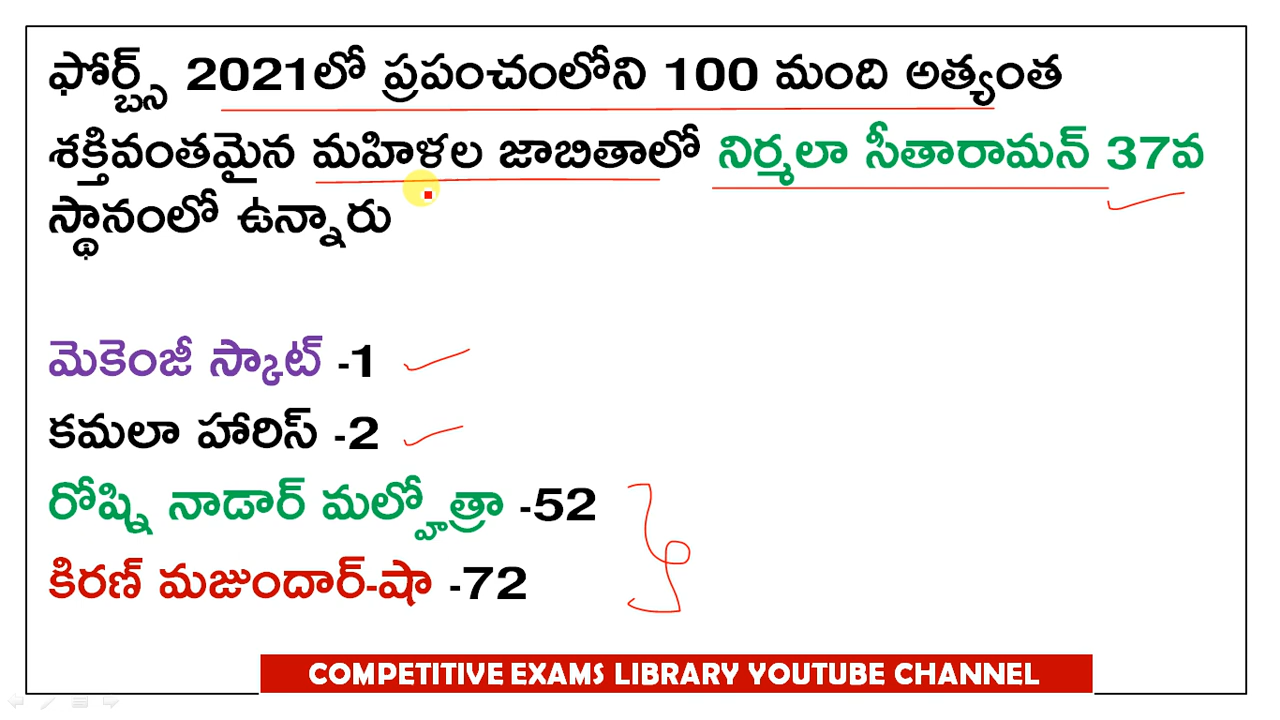 ఫోర్బ్స్ 2021లో ప్రపంచంలోని 100 మంది అత్యంత
శక్తివంతమైన మహిళల జాబితాలో నిర్మలా సీతారామన్ 37వ
స్థానంలో ఉన్నారు
మెకెంజీ స్కాట్ -1
కమలా హారిస్ -2
రోష్ని నాడార్ మల్హోత్రా -52
కిరణ్ మజుందార్-షా -72
COMPETITIVE EXAMS LIBRARY YOUTUBE CHANNEL